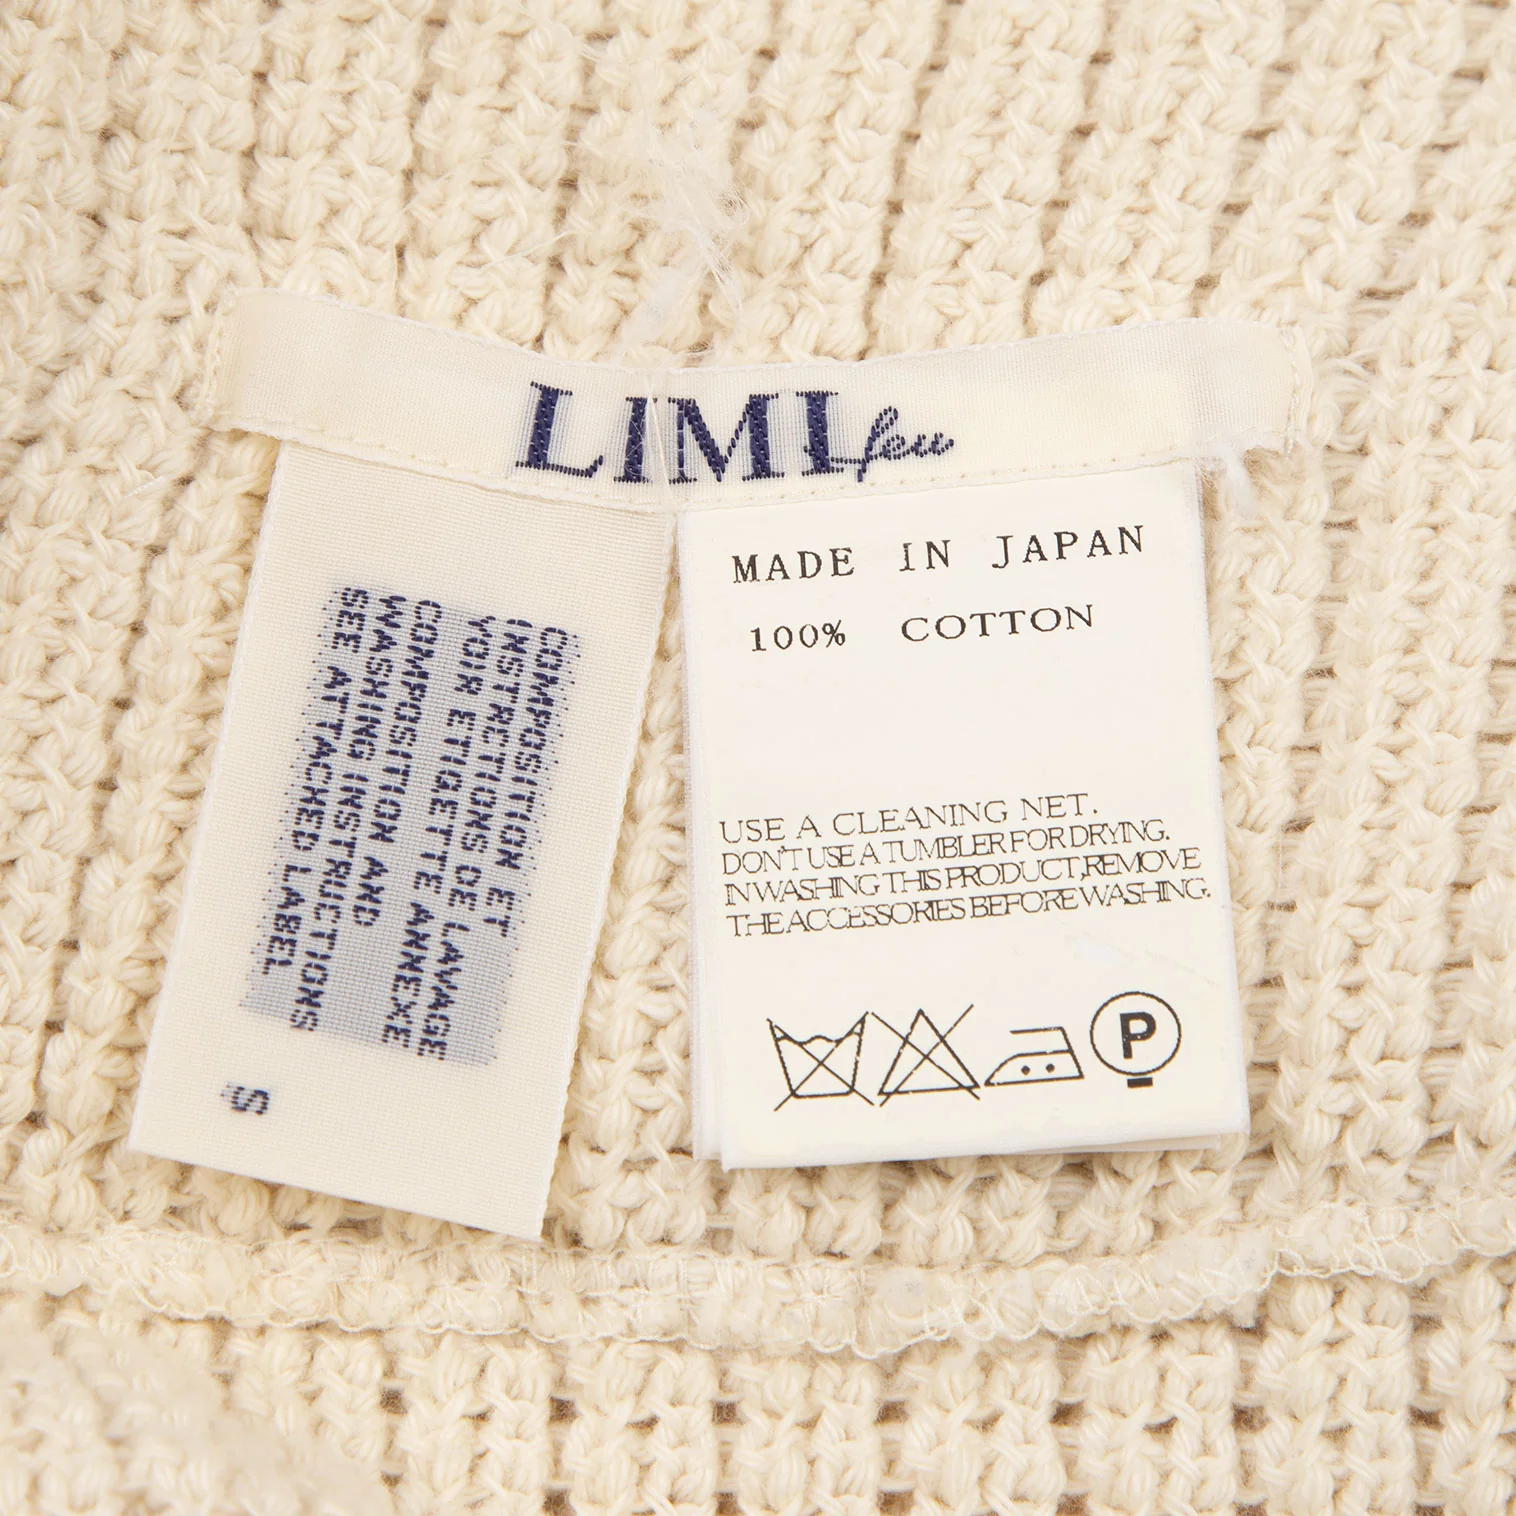 LIMI feu
COMPOSITION ET
INSTRUCTIONS DE LAVAGE
VOIR ETIGETTE ANNEXE
COMPOSITION AND
WASHING INSTRUCTIONS
SEE ATTACHED LABEL
S
MADE IN JAPAN
100% COTTON
USE A CLEANING NET.
DON'T USE A TUMBLER FOR DRYING.
IN WASHING THIS PRODUCT,REMOVE
THE ACCESSORIES BEFORE WASHING.
P